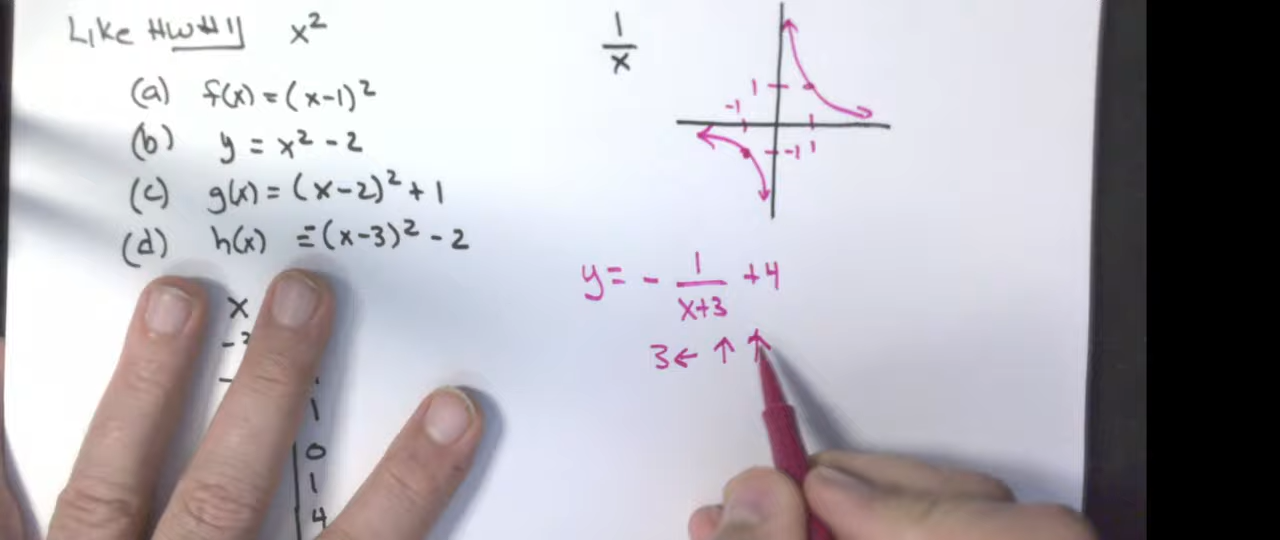 Like HW#1 x²
(a) f(x) = (x-1)²
(b) y = x² - 2
(c) g(x) = (x-2)² + 1
(d) h(x) = (x-3)² - 2
x
1
0
1
4
1/x
1
-1
-1 1
y = - 1/(x+3) + 4
3 ← ↑ ↑